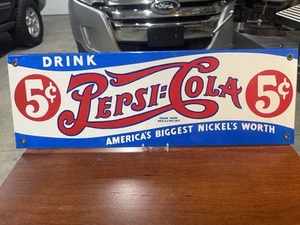 DRINK
5¢ PEPSI:COLA 5¢
AMERICA'S BIGGEST NICKEL'S WORTH